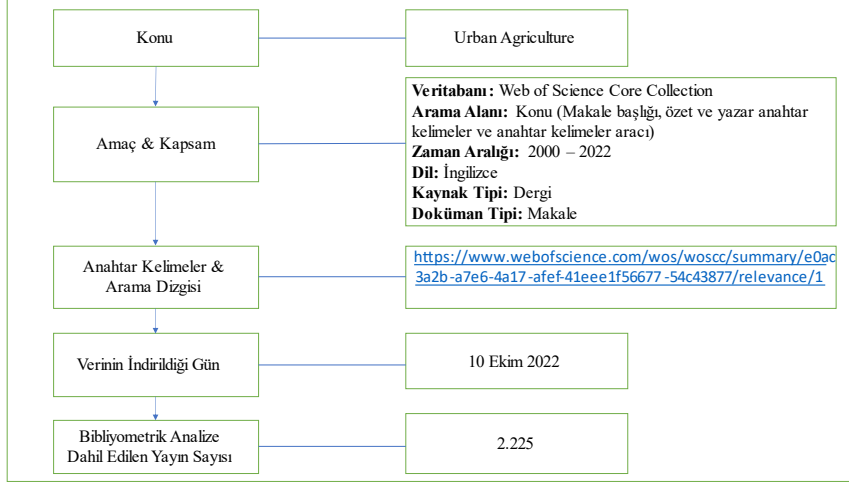 Konu
Urban Agriculture
Amaç & Kapsam
Veritabanı: Web of Science Core Collection
Arama Alanı: Konu (Makale başlığı, özet ve yazar anahtar
kelimeler ve anahtar kelimeler aracı)
Zaman Aralığı: 2000 – 2022
Dil: İngilizce
Kaynak Tipi: Dergi
Doküman Tipi: Makale
Anahtar Kelimeler &
Arama Dizgisi
https://www.webofscience.com/wos/woscc/summary/e0ac
3a2b-a7e6-4a17-afef-41eee1f56677-54c43877/relevance/1
Verinin İndirildiği Gün
10 Ekim 2022
Bibliyometrik Analize
Dahil Edilen Yayın Sayısı
2.225